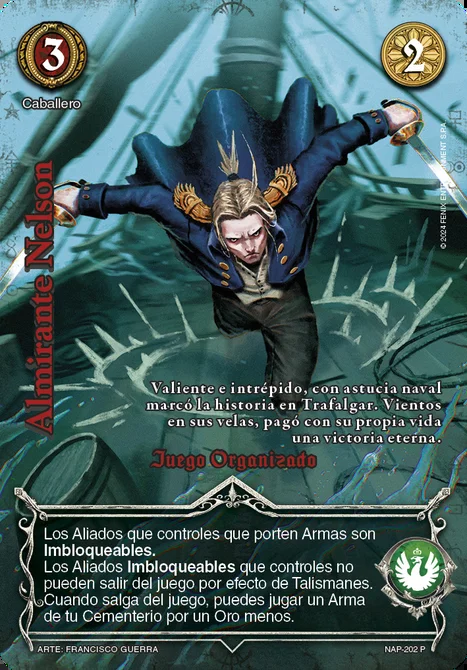 3
2
Caballero
Almirante Nelson
© 2024 FENIX ENTERTAINMENT S.P.A.
Valiente e intrépido, con astucia naval
marcó la historia en Trafalgar. Vientos
en sus velas, pagó con su propia vida
una victoria eterna.
Juego Organizado
Los Aliados que controles que porten Armas son
Imbloqueables.
Los Aliados Imbloqueables que controles no
pueden salir del juego por efecto de Talismanes.
Cuando salga del juego, puedes jugar un Arma
de tu Cementerio por un Oro menos.
ARTE: FRANCISCO GUERRA
NAP-202 P